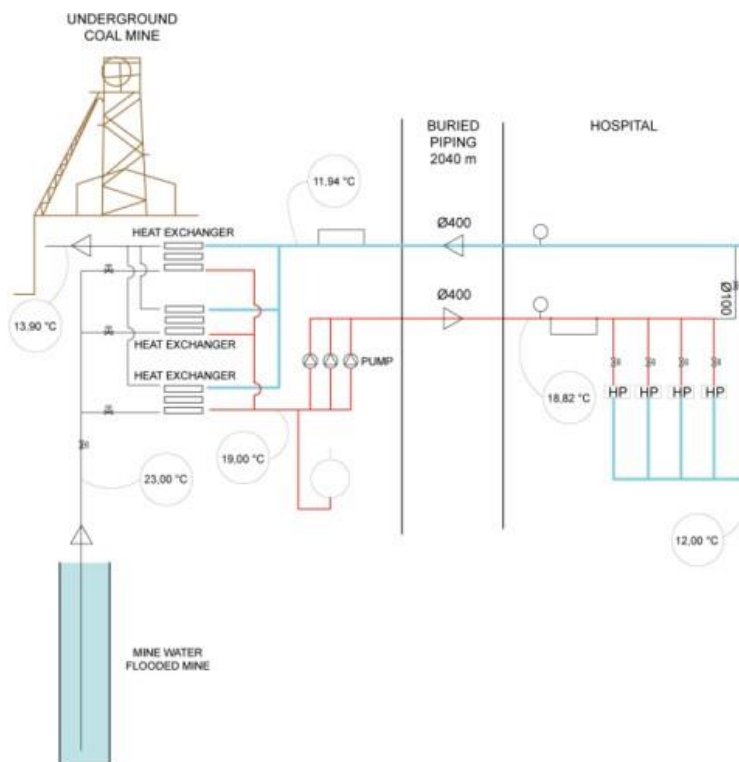 UNDERGROUND
COAL MINE
BURIED
PIPING
2040 m
HOSPITAL
11,94 °C
Ø400
HEAT EXCHANGER
13,90 °C
Ø400
Ø100
HEAT EXCHANGER
PUMP
HEAT EXCHANGER
18,82 °C
HP
HP
HP
HP
19,00 °C
23,00 °C
12,00 °C
MINE WATER
FLOODED MINE